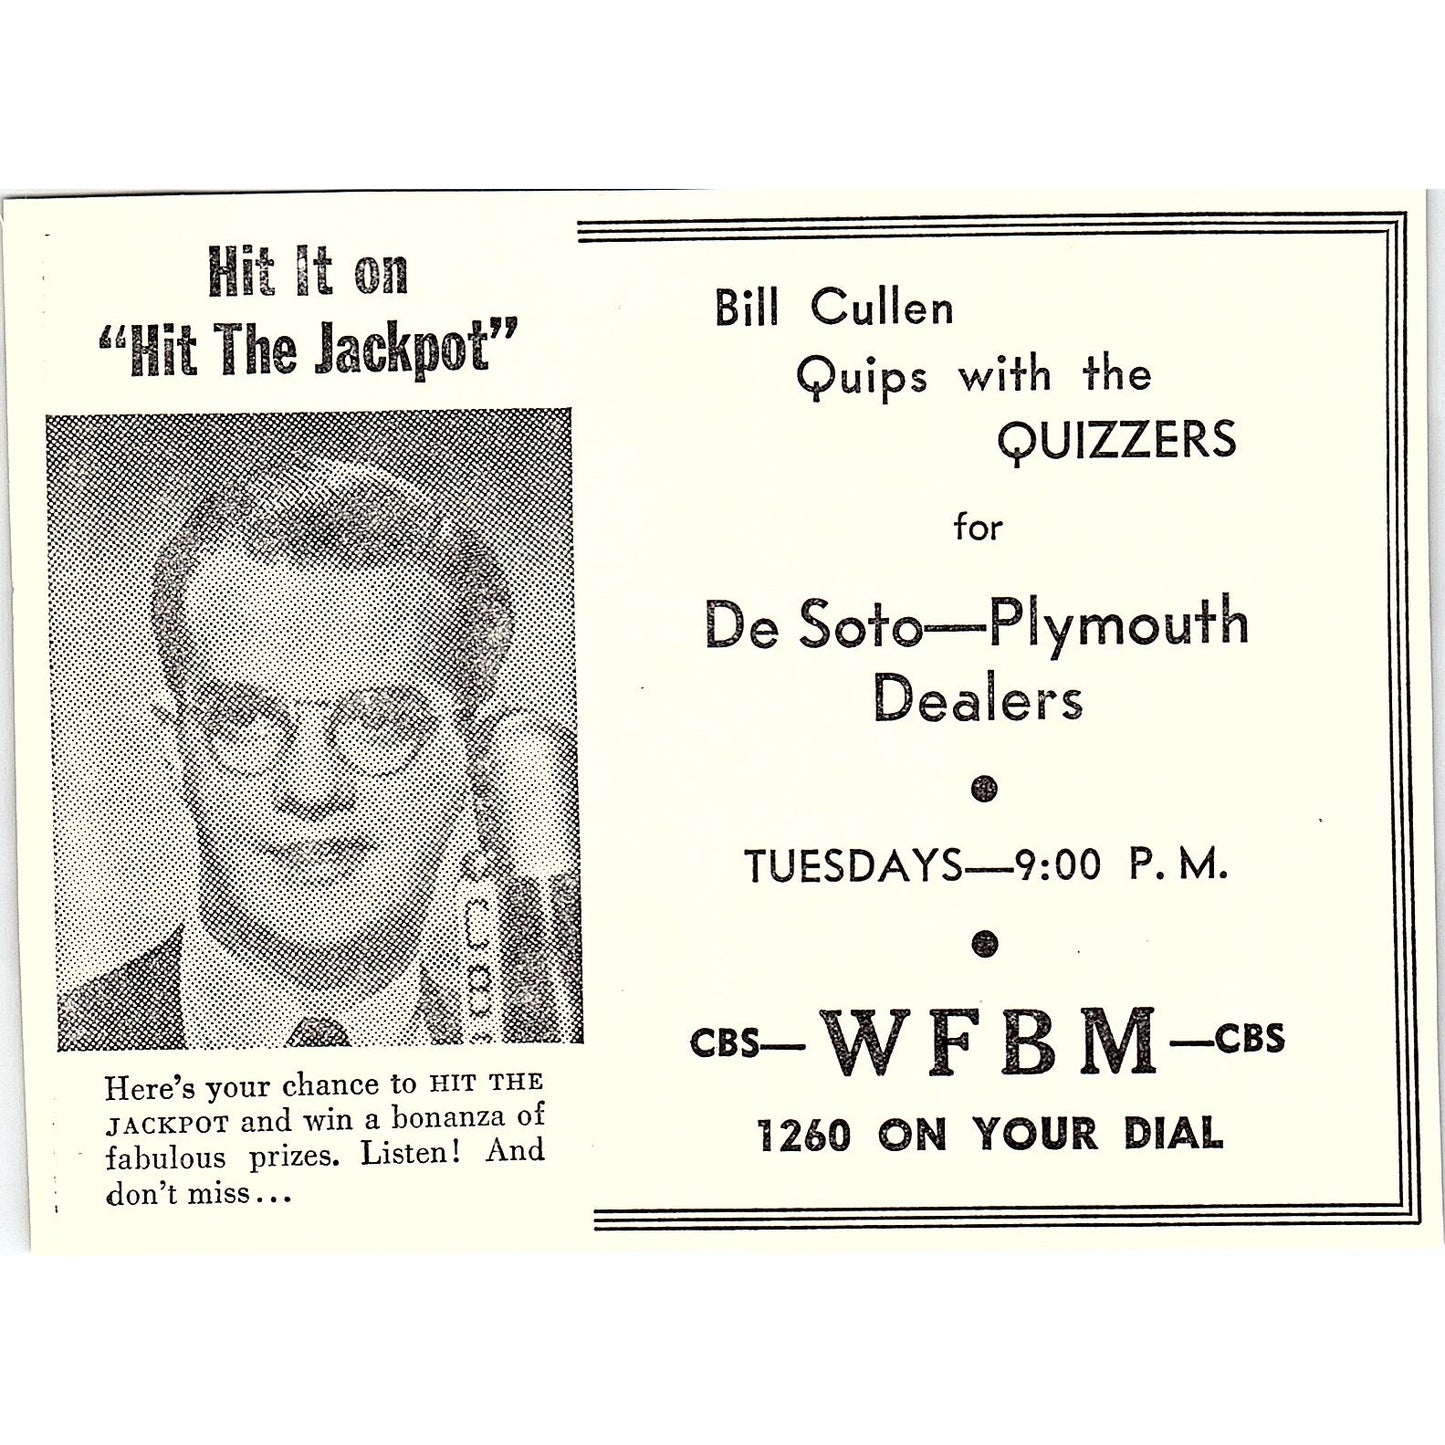 Hit It on
“Hit The Jackpot”
CBS
Here's your chance to HIT THE
JACKPOT and win a bonanza of
fabulous prizes. Listen! And
don't miss...
Bill Cullen
Quips with the
QUIZZERS
for
De Soto—Plymouth
Dealers
TUESDAYS—9:00 P. M.
CBS—WFBM—CBS
1260 ON YOUR DIAL